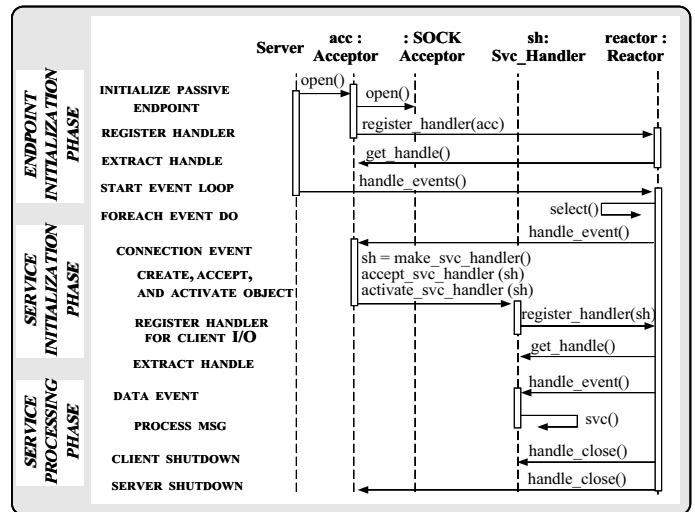 Server
acc :
Acceptor
: SOCK
Acceptor
sh:
Svc_Handler
reactor :
Reactor
ENDPOINT
INITIALIZATION
PHASE
INITIALIZE PASSIVE
ENDPOINT
open()
open()
REGISTER HANDLER
register_handler(acc)
EXTRACT HANDLE
get_handle()
START EVENT LOOP
handle_events()
FOREACH EVENT DO
select()
SERVICE
INITIALIZATION
PHASE
handle_event()
CONNECTION EVENT
CREATE, ACCEPT,
AND ACTIVATE OBJECT
sh = make_svc_handler()
accept_svc_handler (sh)
activate_svc_handler (sh)
REGISTER HANDLER
FOR CLIENT I/O
register_handler(sh)
EXTRACT HANDLE
get_handle()
SERVICE
PROCESSING
PHASE
DATA EVENT
handle_event()
PROCESS MSG
svc()
CLIENT SHUTDOWN
handle_close()
SERVER SHUTDOWN
handle_close()